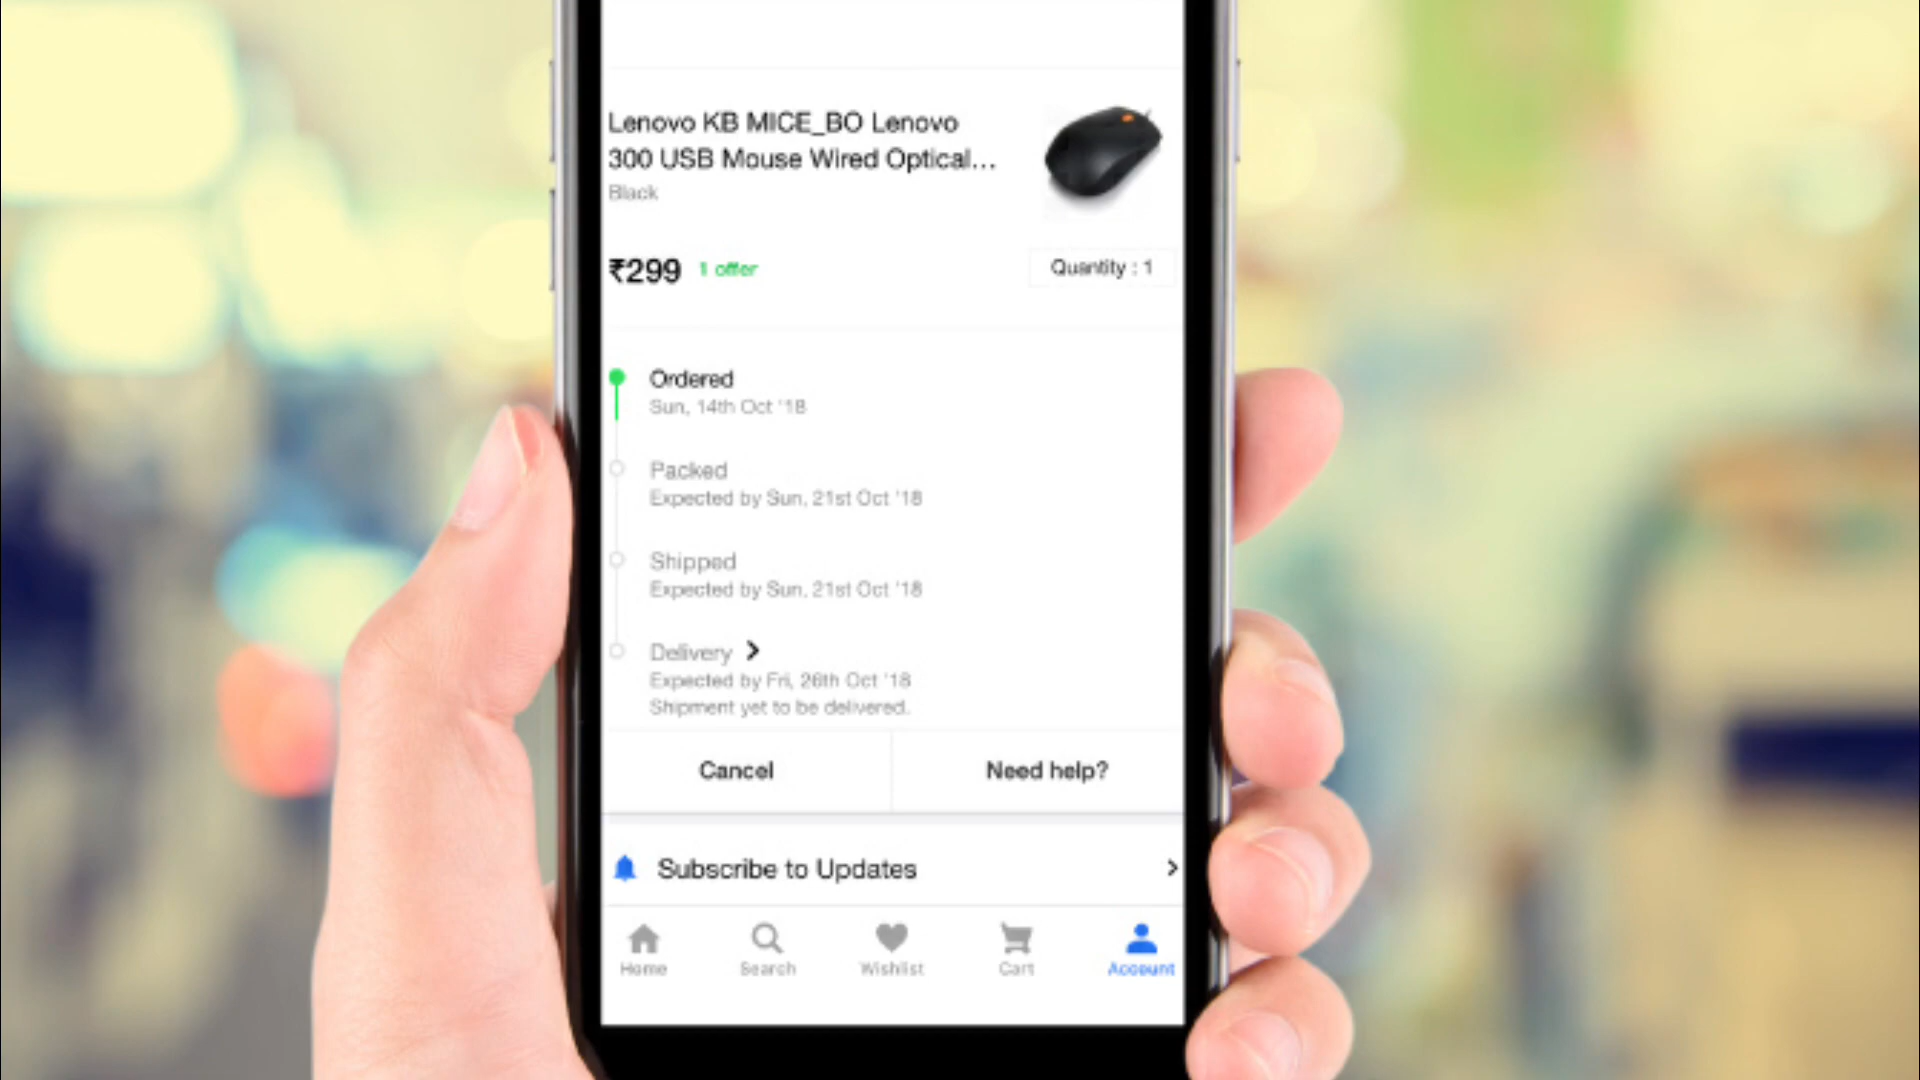 Lenovo KB MICE_BO Lenovo
300 USB Mouse Wired Optical...
Black
₹299 1 offer Quantity : 1
Ordered
Sun, 14th Oct '18
Packed
Expected by Sun, 21st Oct '18
Shipped
Expected by Sun, 21st Oct '18
Delivery
Expected by Fri, 26th Oct '18
Shipment yet to be delivered.
Cancel Need help?
Subscribe to Updates
Home Search Wishlist Cart Account